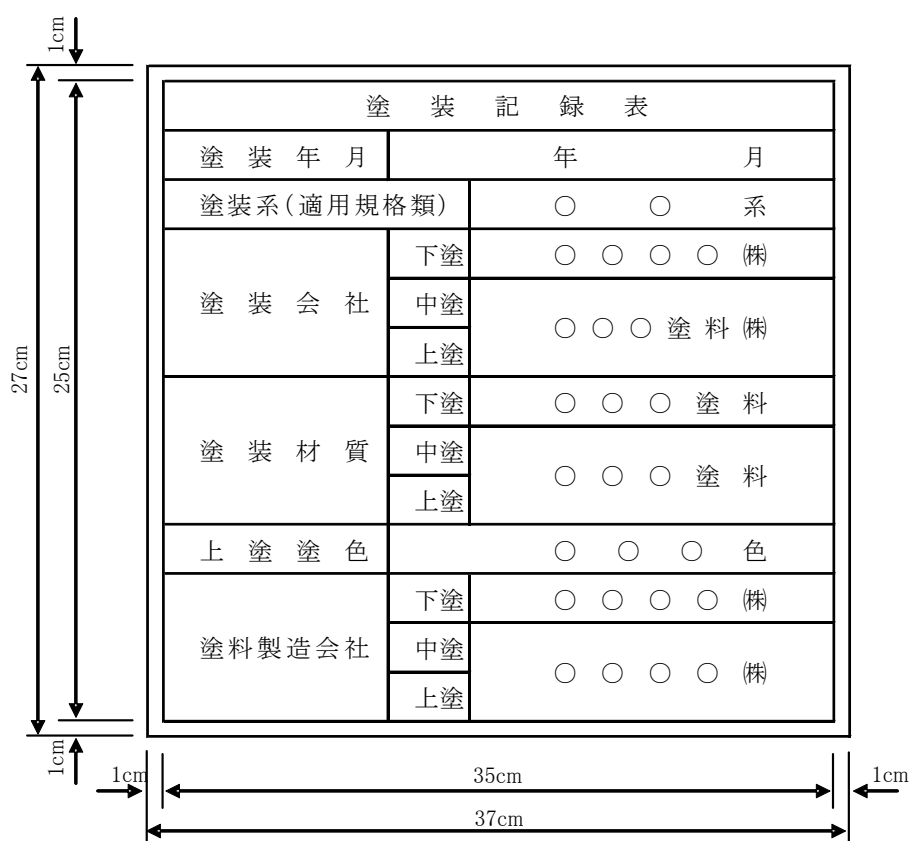 1cm
塗装記録表
塗装年月 年 月
塗装系(適用規格類) ○ ○ 系
下塗 ○ ○ ○ ○ ㈱
塗装会社 中塗 ○ ○ ○ 塗 料 ㈱
上塗
下塗 ○ ○ ○ 塗 料
塗装材質 中塗 ○ ○ ○ 塗 料
上塗
上塗塗色 ○ ○ ○ 色
下塗 ○ ○ ○ ○ ㈱
塗料製造会社 中塗 ○ ○ ○ ○ ㈱
上塗
27cm
25cm
1cm
1cm
35cm
1cm
37cm